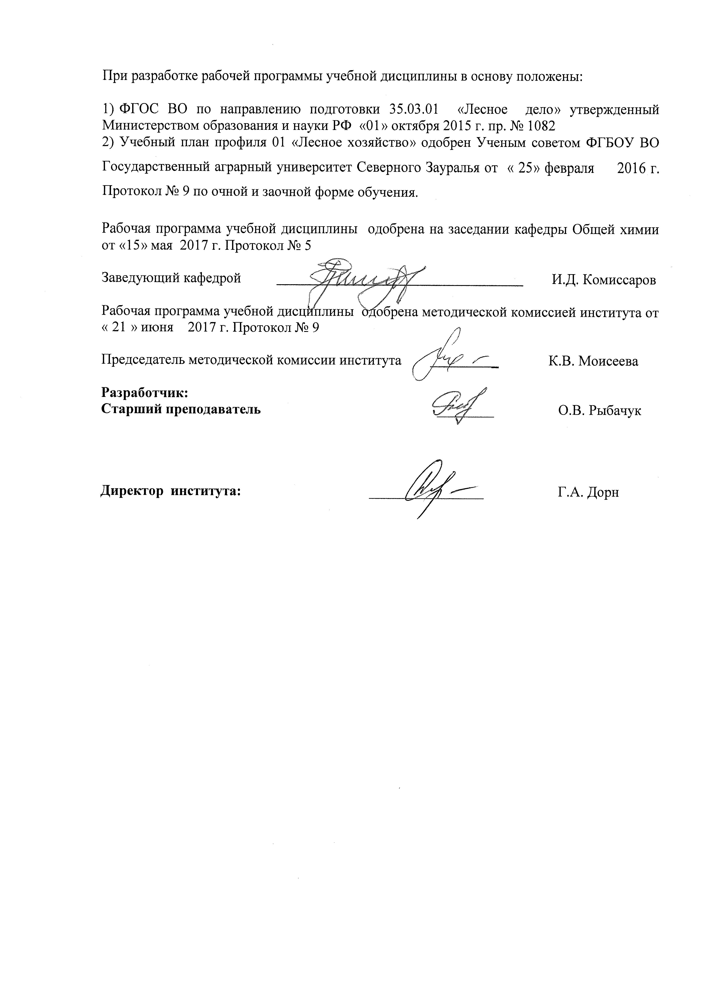 При разработке рабочей программы учебной дисциплины в основу положены:
1) ФГОС ВО по направлению подготовки 35.03.01 «Лесное дело» утвержденный
Министерством образования и науки РФ «01» октября 2015 г. пр. № 1082
2) Учебный план профиля 01 «Лесное хозяйство» одобрен Ученым советом ФГБОУ ВО
Государственный аграрный университет Северного Зауралья от « 25» февраля 2016 г.
Протокол № 9 по очной и заочной форме обучения.
Рабочая программа учебной дисциплины одобрена на заседании кафедры Общей химии
от «15» мая 2017 г. Протокол № 5
Заведующий кафедрой И.Д. Комиссаров
Рабочая программа учебной дисциплины одобрена методической комиссией института от
« 21 » июня 2017 г. Протокол № 9
Председатель методической комиссии института К.В. Моисеева
Разработчик:
Старший преподаватель О.В. Рыбачук
Директор института: Г.А. Дорн